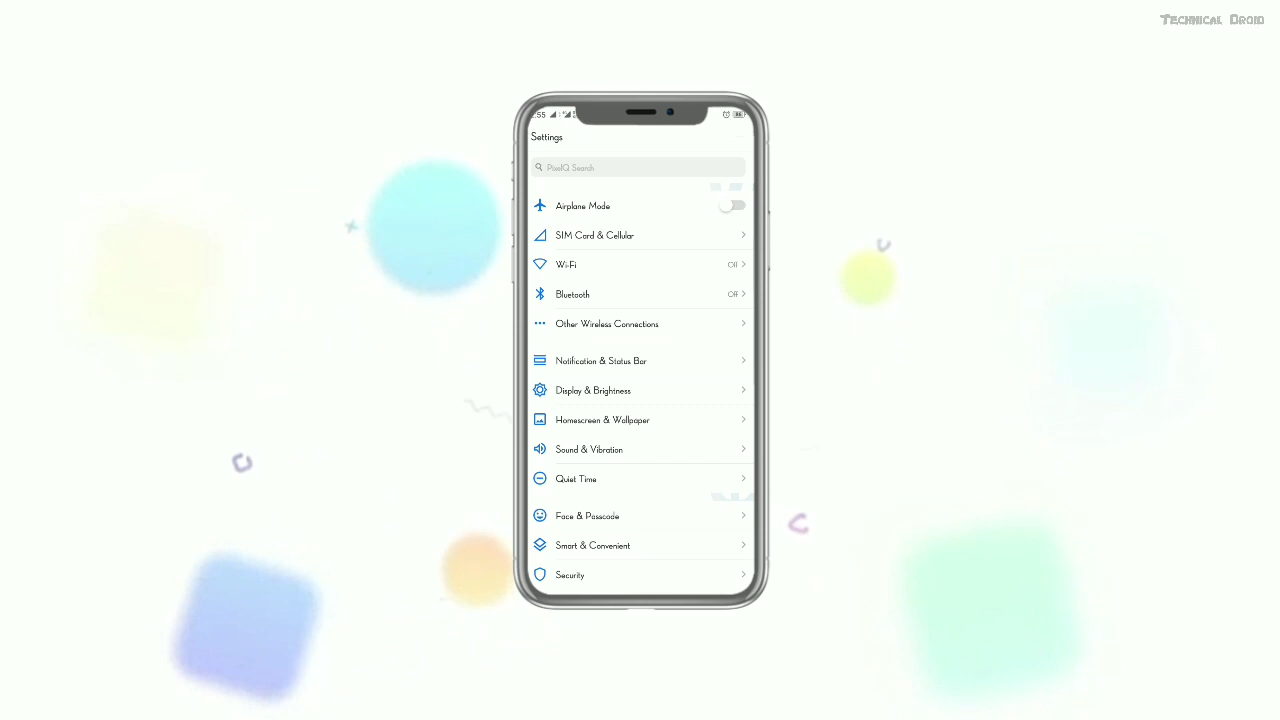 Technical Droid
:55
Settings
PixelQ Search
Airplane Mode
SIM Card & Cellular
Wi-Fi Off
Bluetooth Off
Other Wireless Connections
Notification & Status Bar
Display & Brightness
Homescreen & Wallpaper
Sound & Vibration
Quiet Time
Face & Passcode
Smart & Convenient
Security